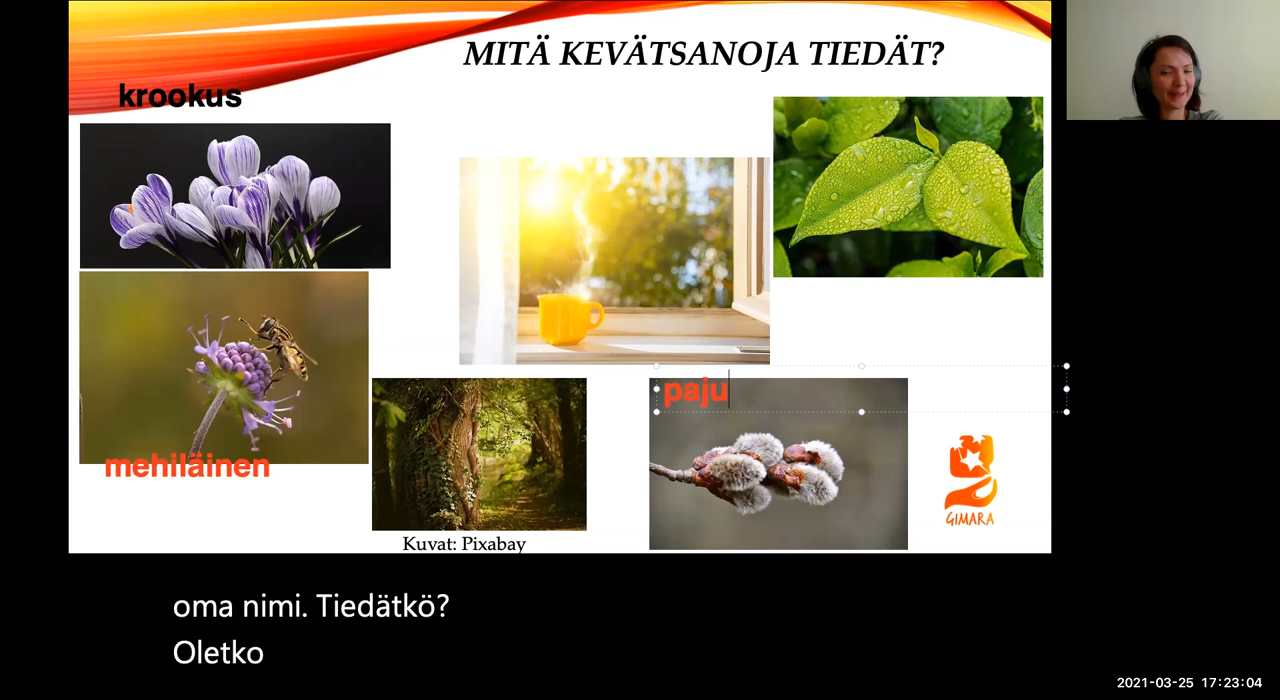 MITÄ KEVÄTSANOJA TIEDÄT?
krookus
mehiläinen
paju
GIMARA
Kuvat: Pixabay
oma nimi. Tiedätkö?
Oletko
2021-03-25 17:23:04